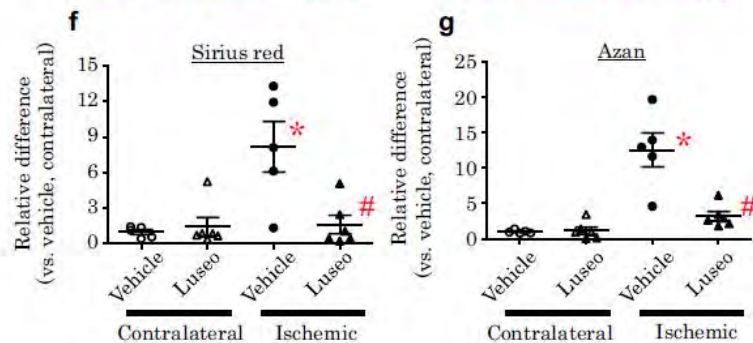 f
Sirius red
Relative difference
(vs. vehicle, contralateral)
15
12
9
6
3
0
*
#
Vehicle
Luseo
Vehicle
Luseo
Contralateral
Ischemic
g
Azan
Relative difference
(vs. vehicle, contralateral)
25
20
15
10
5
0
*
#
Vehicle
Luseo
Vehicle
Luseo
Contralateral
Ischemic